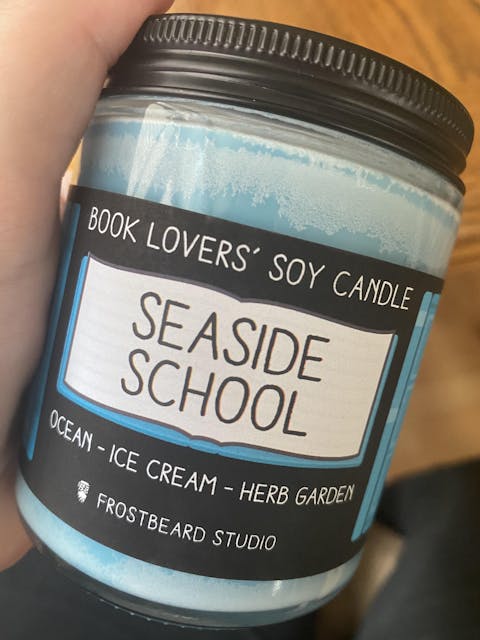 BOOK LOVERS' SOY CANDLE
SEASIDE
SCHOOL
OCEAN - ICE CREAM - HERB GARDEN
FROSTBEARD STUDIO